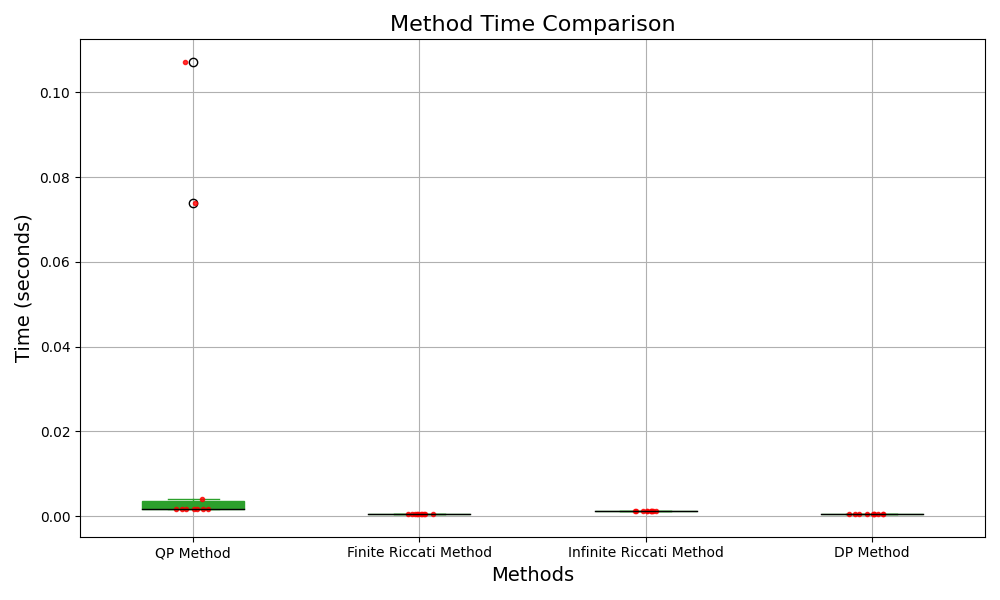 Method Time Comparison
Time (seconds)
0.10
0.08
0.06
0.04
0.02
0.00
QP Method
Finite Riccati Method
Infinite Riccati Method
DP Method
Methods